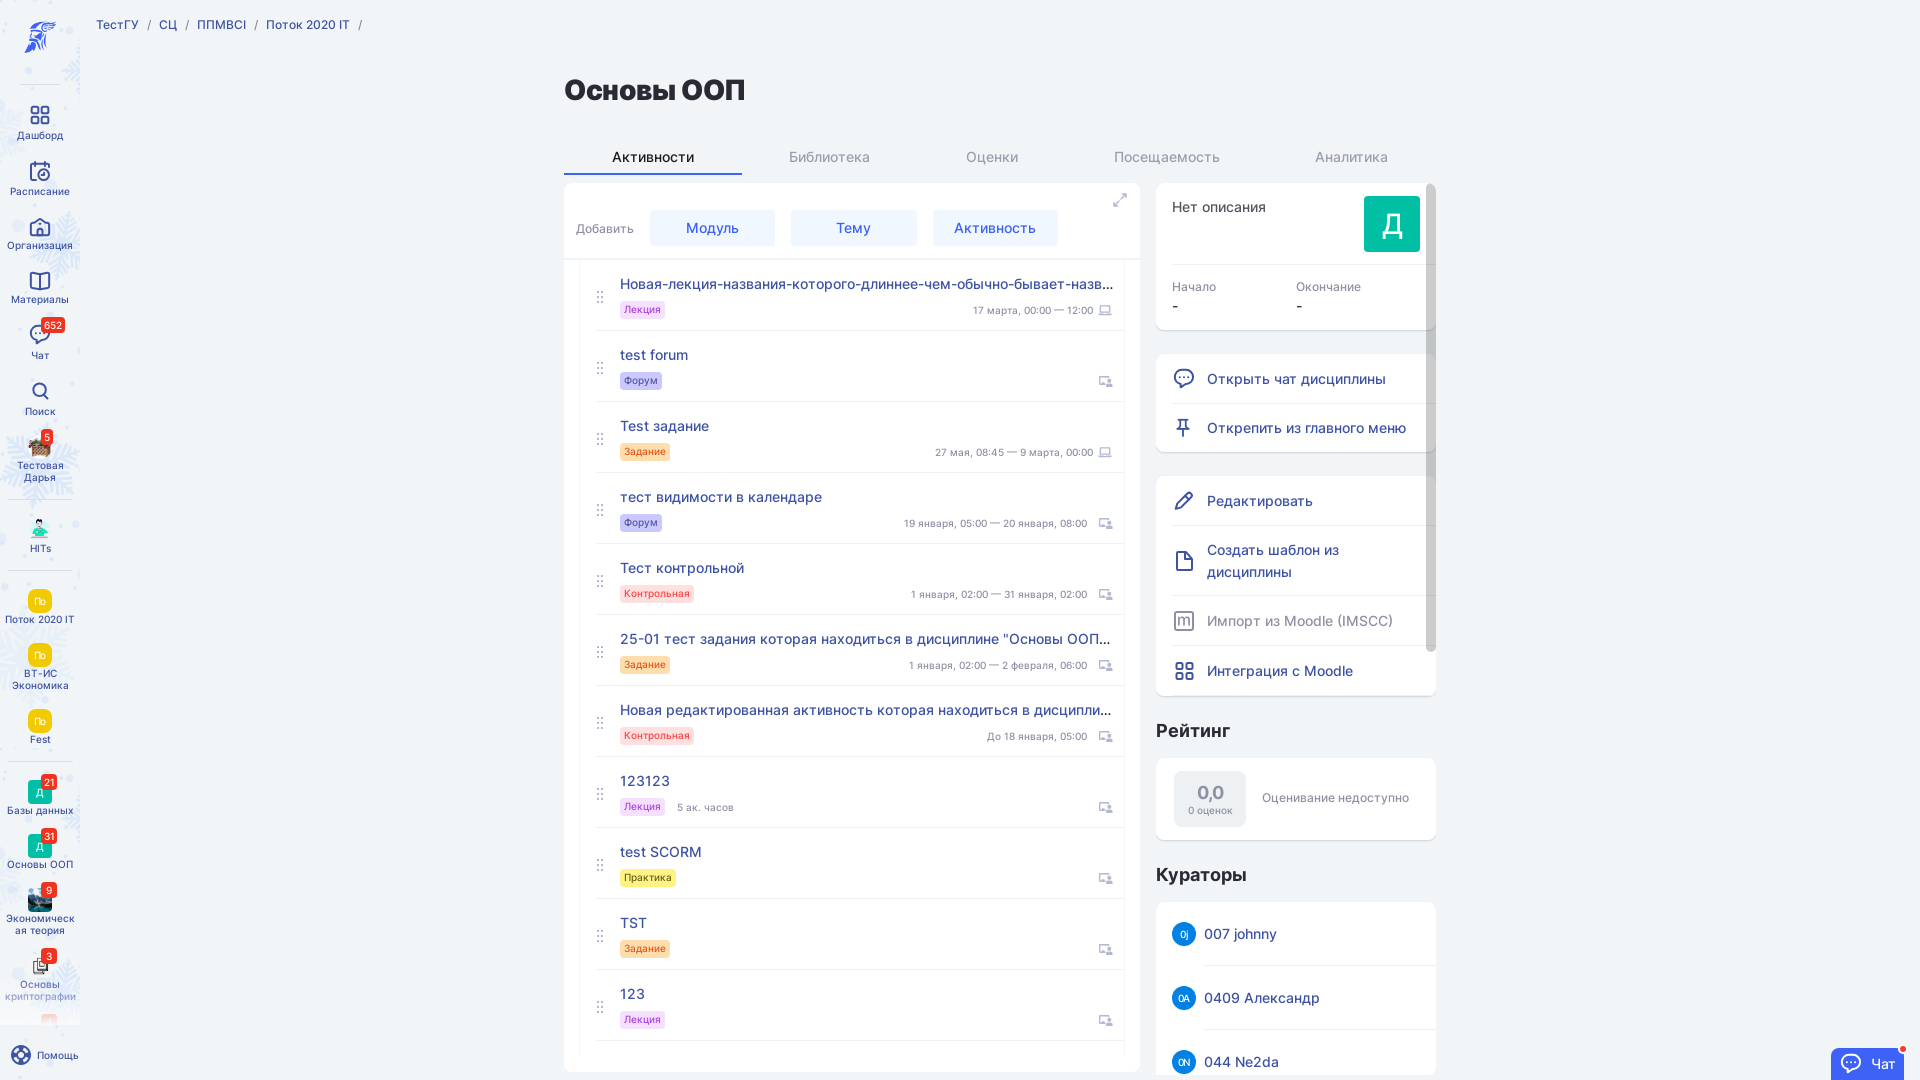 ТестГУ / СЦ / ППМВСІ / Поток 2020 IT /
Основы ООП
Активности
Библиотека
Оценки
Посещаемость
Аналитика
Дашборд
Расписание
Организация
Материалы
652
Чат
Поиск
5
Тестовая
Дарья
HITs
По
Поток 2020 IT
По
ВТ-ИС
Экономика
По
Fest
21
Д
Базы данных
31
Д
Основы ООП
9
Экономическ
ая теория
3
Основы
криптографии
Помощь
Добавить
Модуль
Тему
Активность
Новая-лекция-названия-которого-длиннее-чем-обычно-бывает-назв...
Лекция
17 марта, 00:00 — 12:00
test forum
Форум
Test задание
Задание
27 мая, 08:45 — 9 марта, 00:00
тест видимости в календаре
Форум
19 января, 05:00 — 20 января, 08:00
Тест контрольной
Контрольная
1 января, 02:00 — 31 января, 02:00
25-01 тест задания которая находиться в дисциплине "Основы ООП...
Задание
1 января, 02:00 — 2 февраля, 06:00
Новая редактированная активность которая находиться в дисципли...
Контрольная
До 18 января, 05:00
123123
Лекция
5 ак. часов
test SCORM
Практика
TST
Задание
123
Лекция
Нет описания
Д
Начало
Окончание
-
-
Открыть чат дисциплины
Открепить из главного меню
Редактировать
Создать шаблон из
дисциплины
Импорт из Moodle (IMSCC)
Интеграция с Moodle
Рейтинг
0,0
0 оценок
Оценивание недоступно
Кураторы
0j
007 johnny
0А
0409 Александр
0N
044 Ne2da
Чат